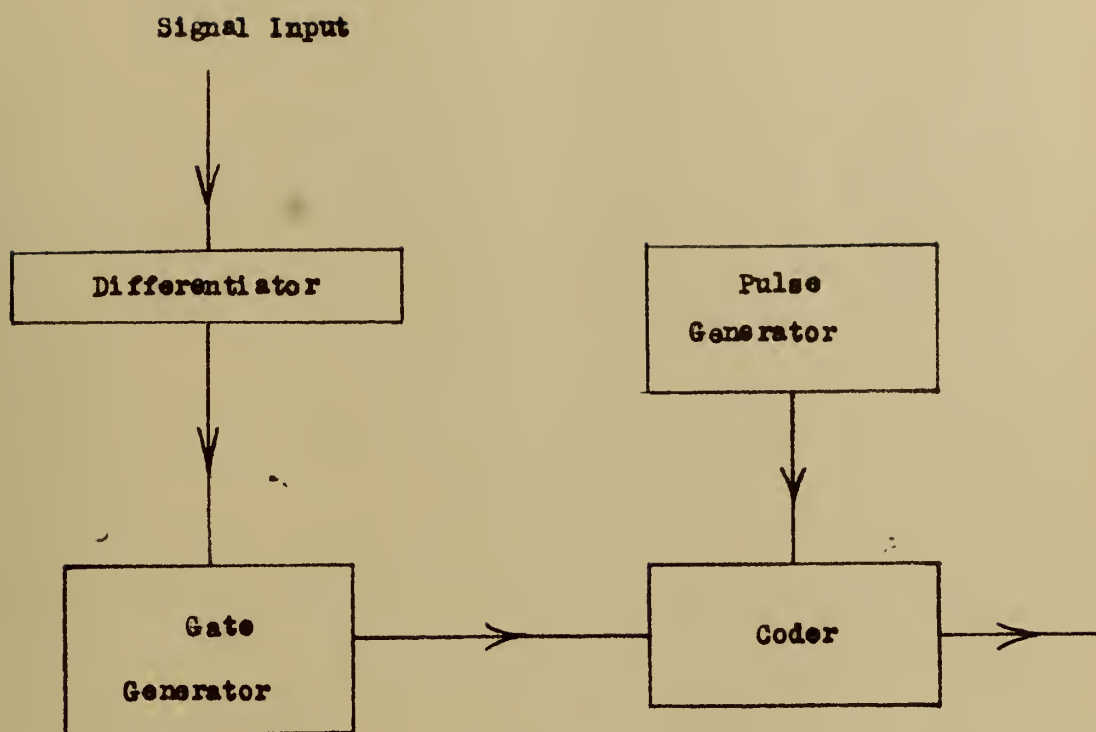 Signal Input
Differentiator
Pulse
Generator
Gate
Generator
Coder